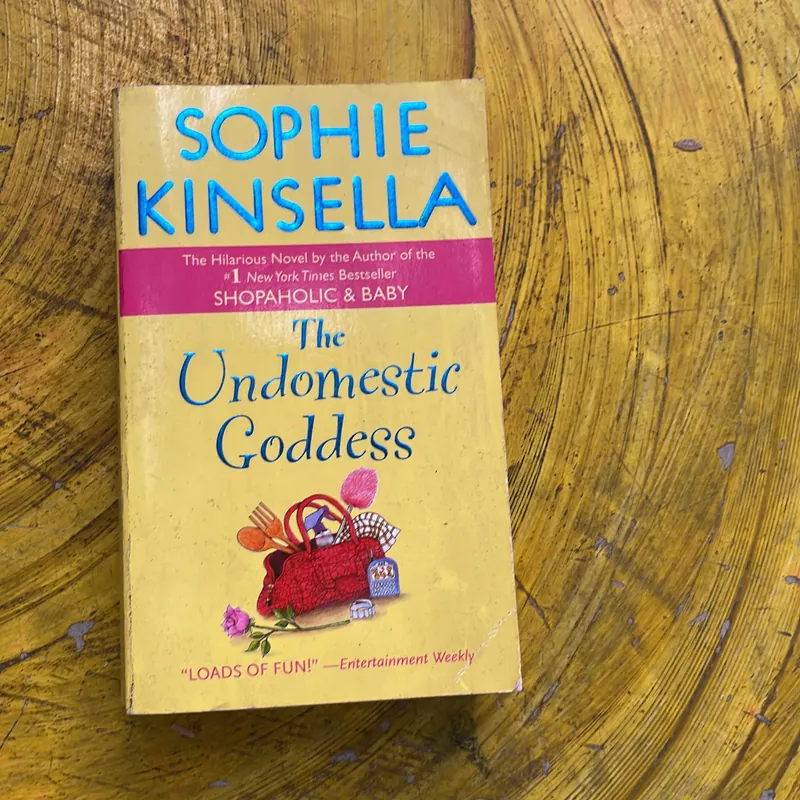 SOPHIE
KINSELLA
The Hilarious Novel by the Author of the
#1 New York Times Bestseller
SHOPAHOLIC & BABY
The
Undomestic
Goddess
"LOADS OF FUN!" —Entertainment Weekly